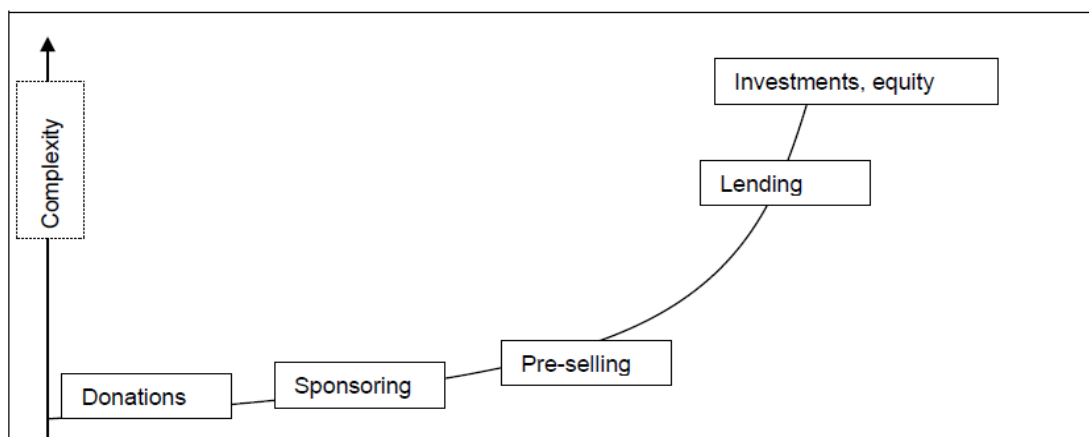 Investments, equity
Complexity
Lending
Pre-selling
Sponsoring
Donations